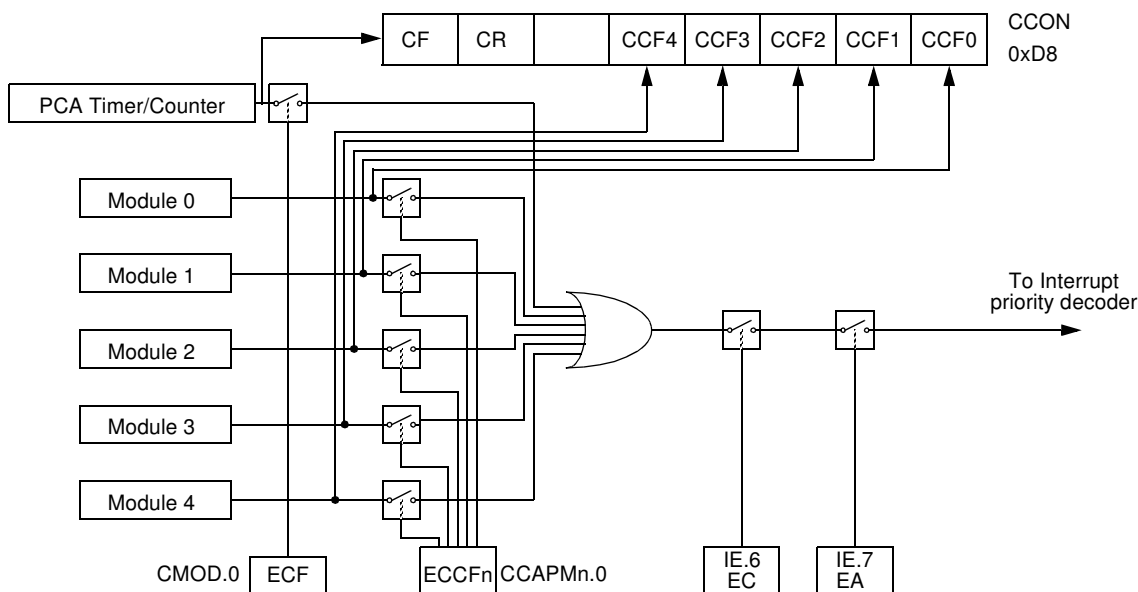 CF CR CCF4 CCF3 CCF2 CCF1 CCF0
CCON
0xD8
PCA Timer/Counter
Module 0
Module 1
Module 2
Module 3
Module 4
To Interrupt
priority decoder
CMOD.0 ECF
ECCFn CCAPMn.0
IE.6
EC
IE.7
EA